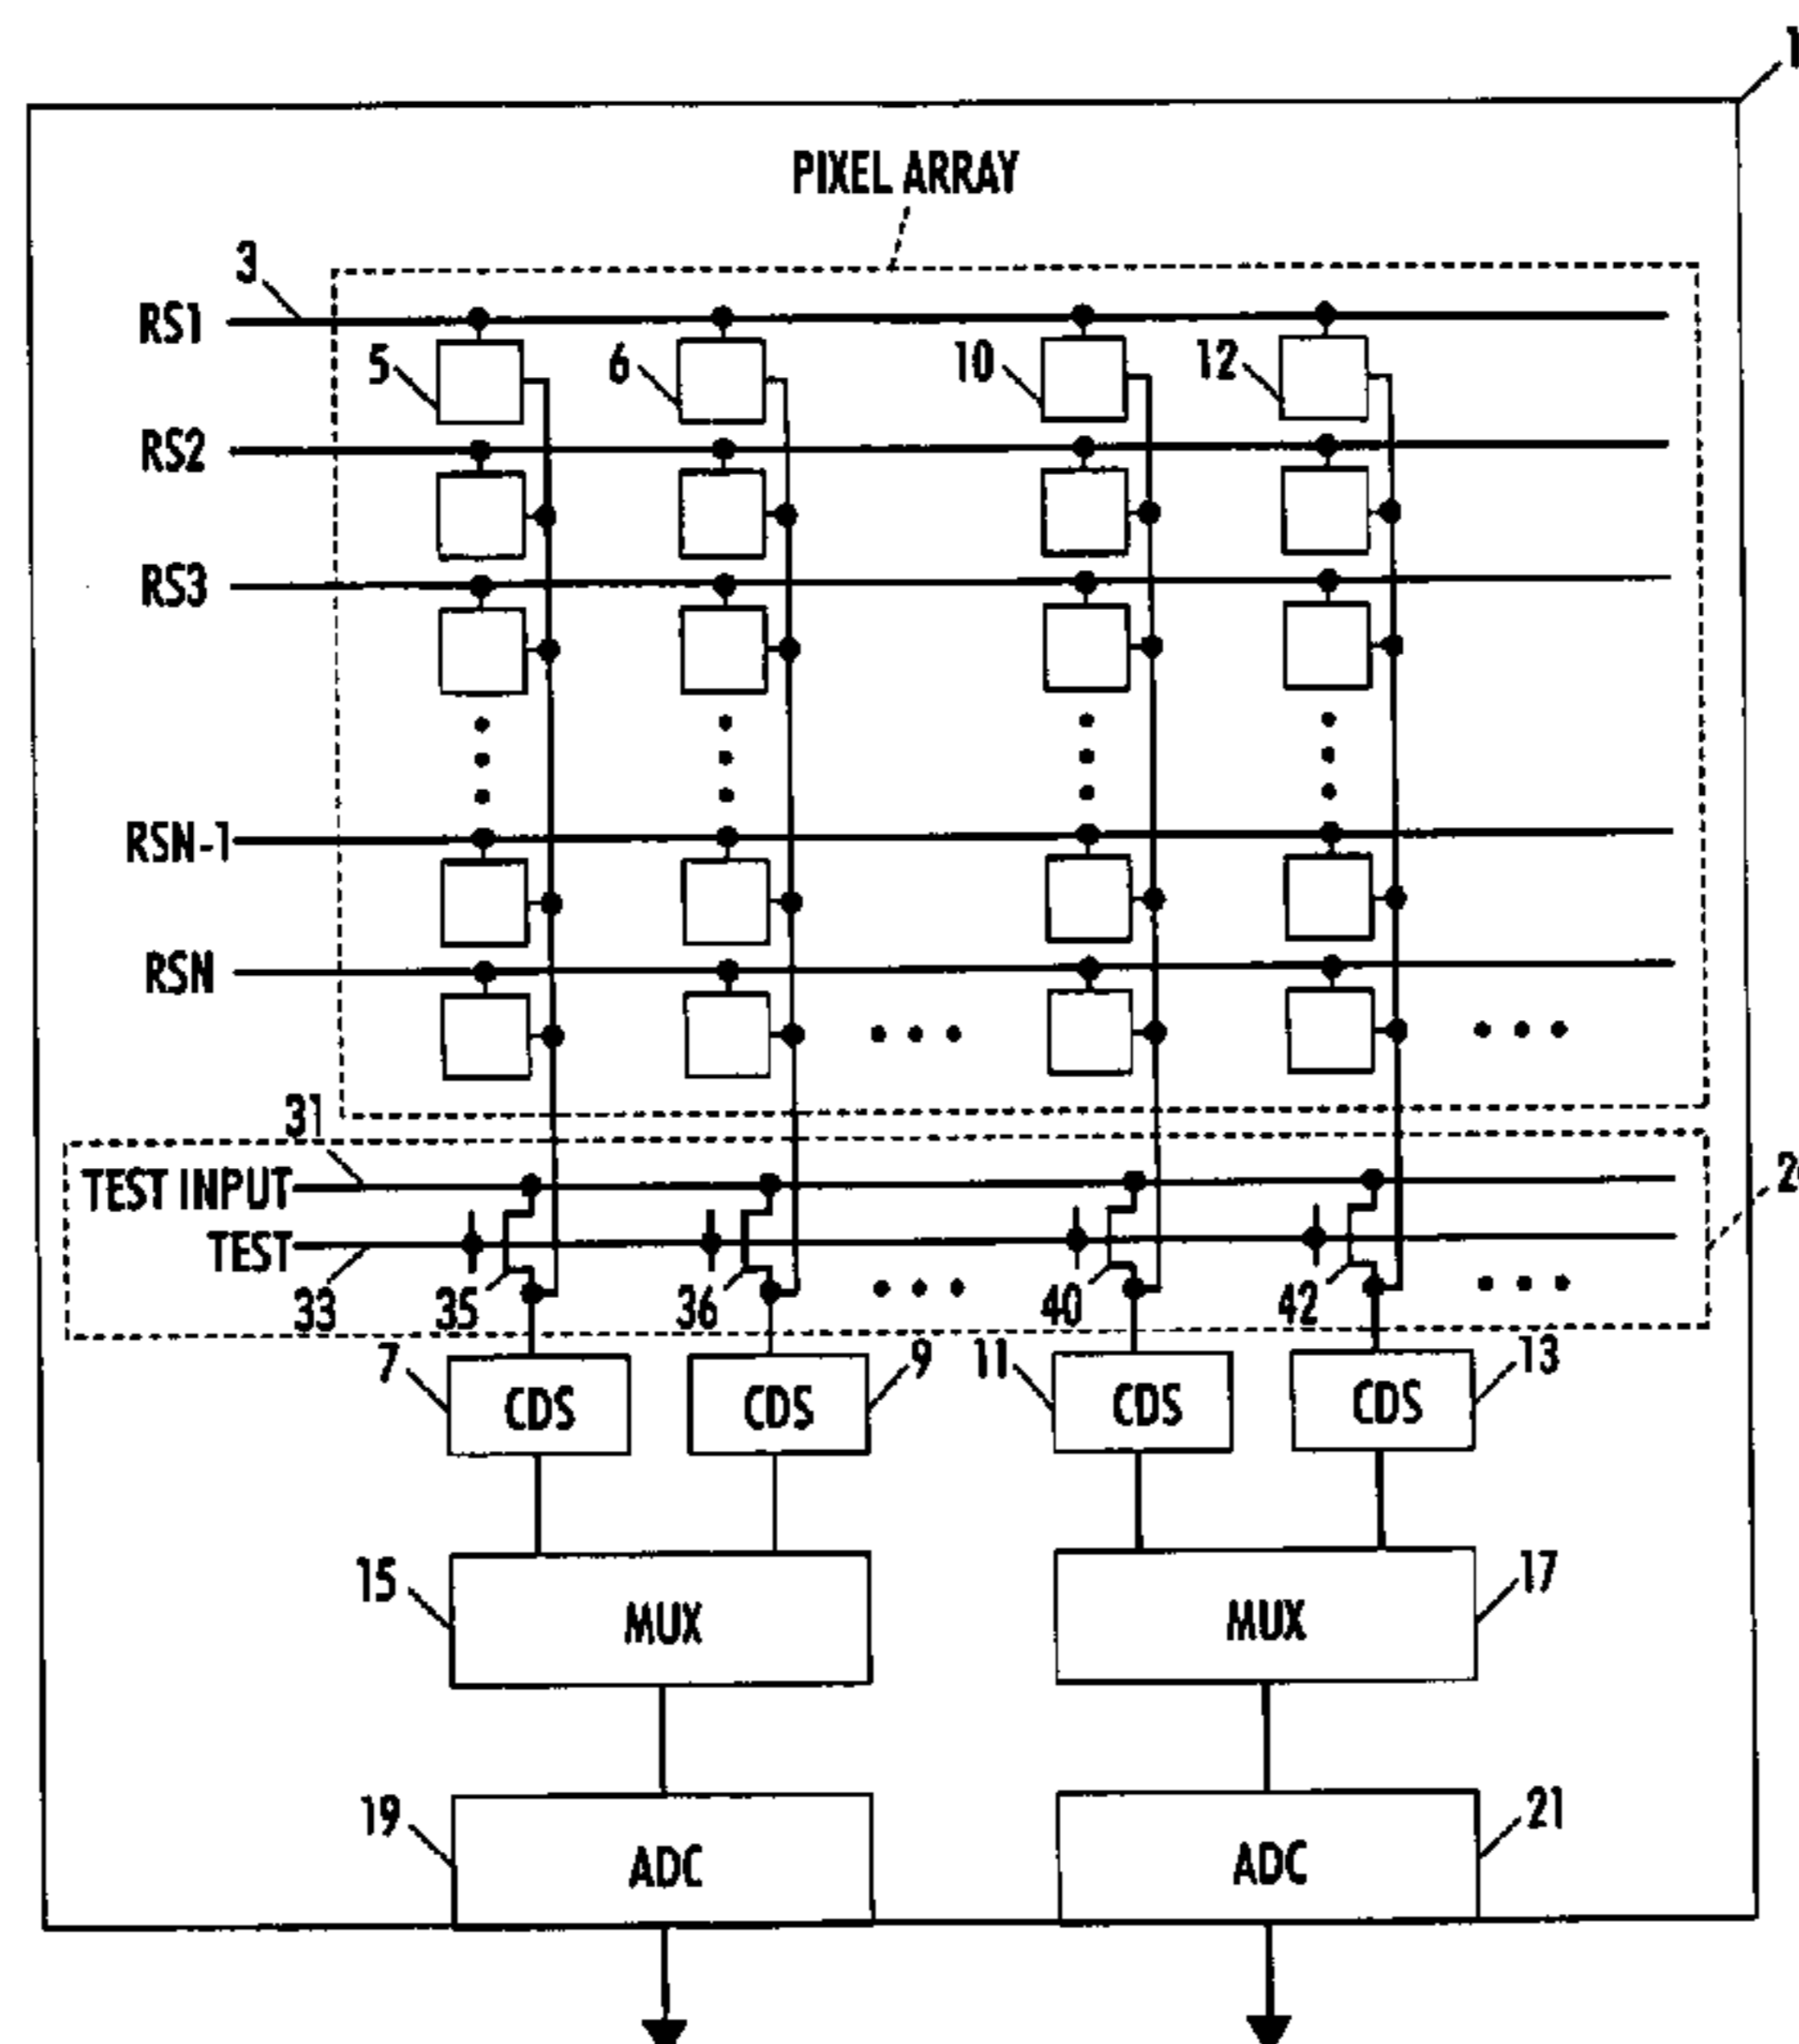 1
PIXEL ARRAY
3
RS1
5
6
10
12
RS2
RS3
RSN-1
RSN
31
TEST INPUT
TEST
33
35
36
40
42
7
CDS
CDS
9
11
CDS
CDS
13
15
MUX
MUX
17
19
ADC
ADC
21